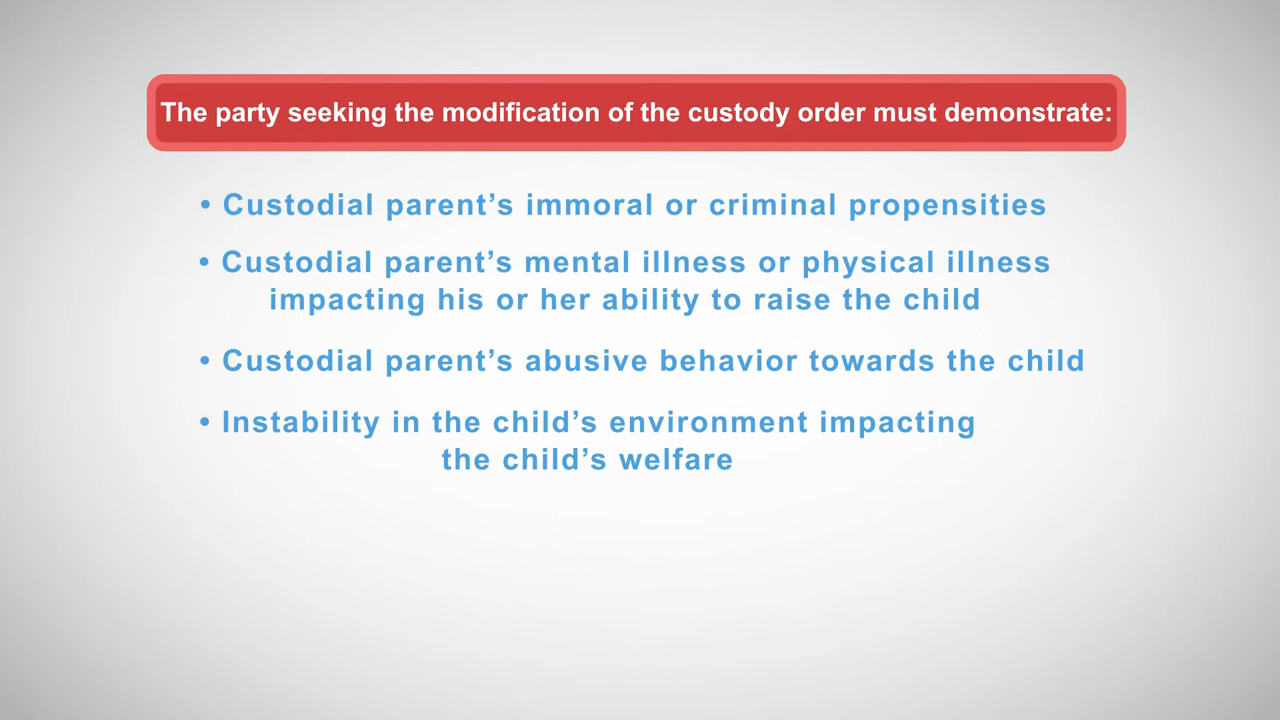 The party seeking the modification of the custody order must demonstrate:
• Custodial parent’s immoral or criminal propensities
• Custodial parent’s mental illness or physical illness
impacting his or her ability to raise the child
• Custodial parent’s abusive behavior towards the child
• Instability in the child’s environment impacting
the child’s welfare